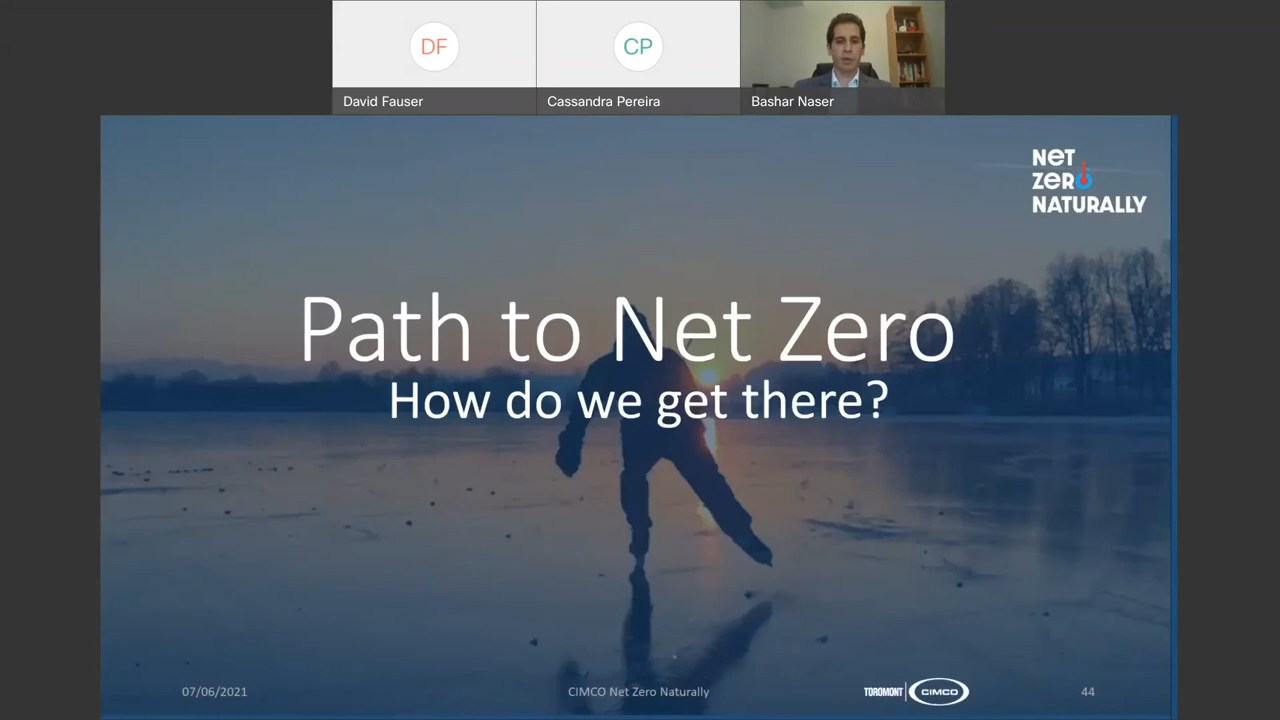 DF
CP
David Fauser
Cassandra Pereira
Bashar Naser
NET
ZERO
NATURALLY
Path to Net Zero
How do we get there?
07/06/2021
CIMCO Net Zero Naturally
TOROMONT
CIMCO
44